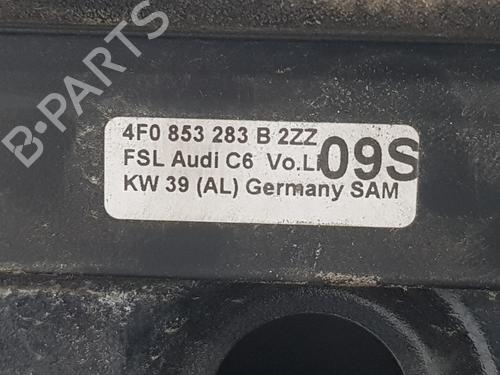 4F0 853 283 B 2ZZ
FSL Audi C6 Vo.Li
09S
KW 39 (AL) Germany SAM
B-Parts